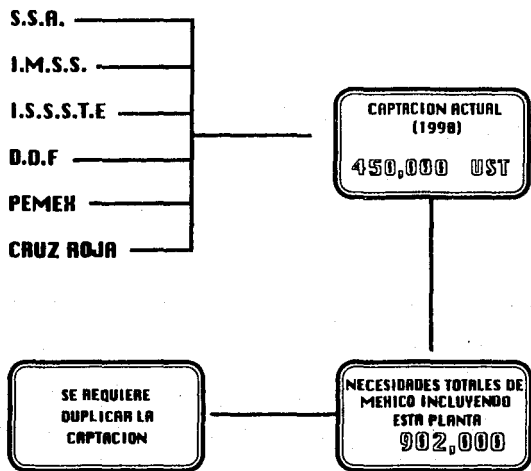 S.S.A.
I.M.S.S.
I.S.S.S.T.E
D.D.F
PEMEX
CRUZ ROJA
CAPTACION ACTUAL
(1990)
450,000 UST
NECESIDADES TOTALES DE
MEXICO INCLUYENDO
ESTA PLANTA
902,000
SE REQUIERE
DUPLICAR LA
CAPTACION